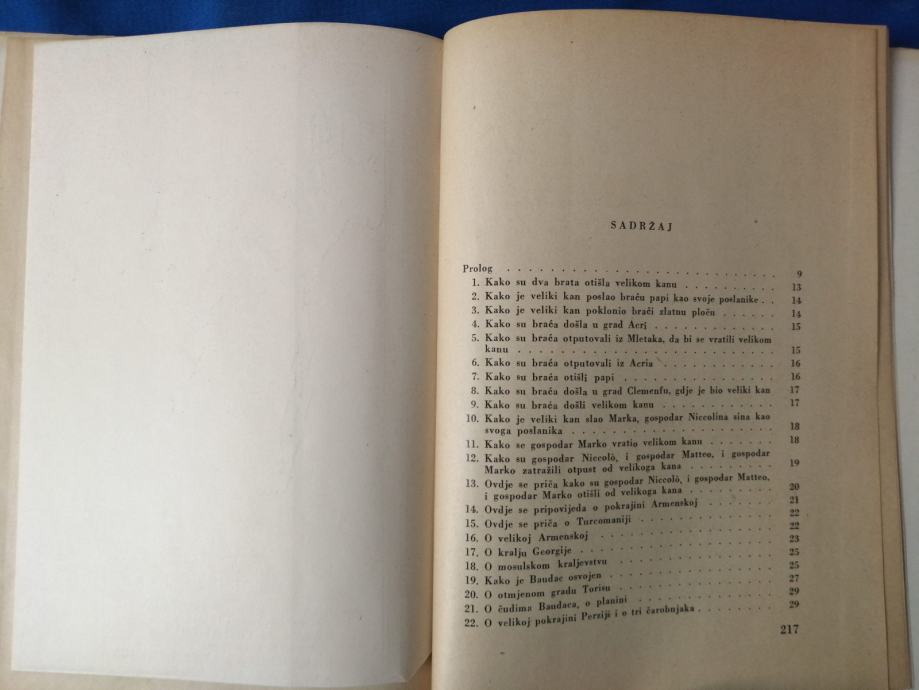 SADRŽAJ
Prolog . . . . . . . . . . . . . . . . . . . . . . . . 9
1. Kako su dva brata otišla velikom kanu . . . . . . . . . 13
2. Kako je veliki kan poslao braću papi kao svoje poslanike . . 14
3. Kako je veliki kan poklonio braći zlatnu ploču . . . . . . 14
4. Kako su braća došla u grad Acri . . . . . . . . . . . 15
5. Kako su braća otputovali iz Mletaka, da bi se vratili velikom
kanu . . . . . . . . . . . . . . . . . . . . . . . 15
6. Kako su braća otputovali iz Acria . . . . . . . . . . . 16
7. Kako su braća otišli papi . . . . . . . . . . . . . . 16
8. Kako su braća došla u grad Clemenfu, gdje je bio veliki kan 17
9. Kako su braća došli velikom kanu . . . . . . . . . . . 17
10. Kako je veliki kan slao Marka, gospodar Niccolina sina kao
svoga poslanika . . . . . . . . . . . . . . . . . . 18
11. Kako se gospodar Marko vratio velikom kanu . . . . . . . 18
12. Kako su gospodar Niccolò, i gospodar Matteo, i gospodar
Marko zatražili otpust od velikoga kana . . . . . . . . 19
13. Ovdje se priča kako su gospodar Niccolò, i gospodar Matteo,
i gospodar Marko otišli od velikoga kana . . . . . . . . 20
14. Ovdje se pripovijeda o pokrajini Armenskoj . . . . . . . 21
15. Ovdje se priča o Turcomaniji . . . . . . . . . . . . 22
16. O velikoj Armenskoj . . . . . . . . . . . . . . . . 22
17. O kralju Georgije . . . . . . . . . . . . . . . . . 23
18. O mosulskom kraljevstvu . . . . . . . . . . . . . . 25
19. Kako je Baudac osvojen . . . . . . . . . . . . . . 25
20. O otmjenom gradu Torisu . . . . . . . . . . . . . . 27
21. O čudima Baudaca, o planini . . . . . . . . . . . . 29
22. O velikoj pokrajini Perziji i o tri čarobnjaka . . . . . . . 29
217